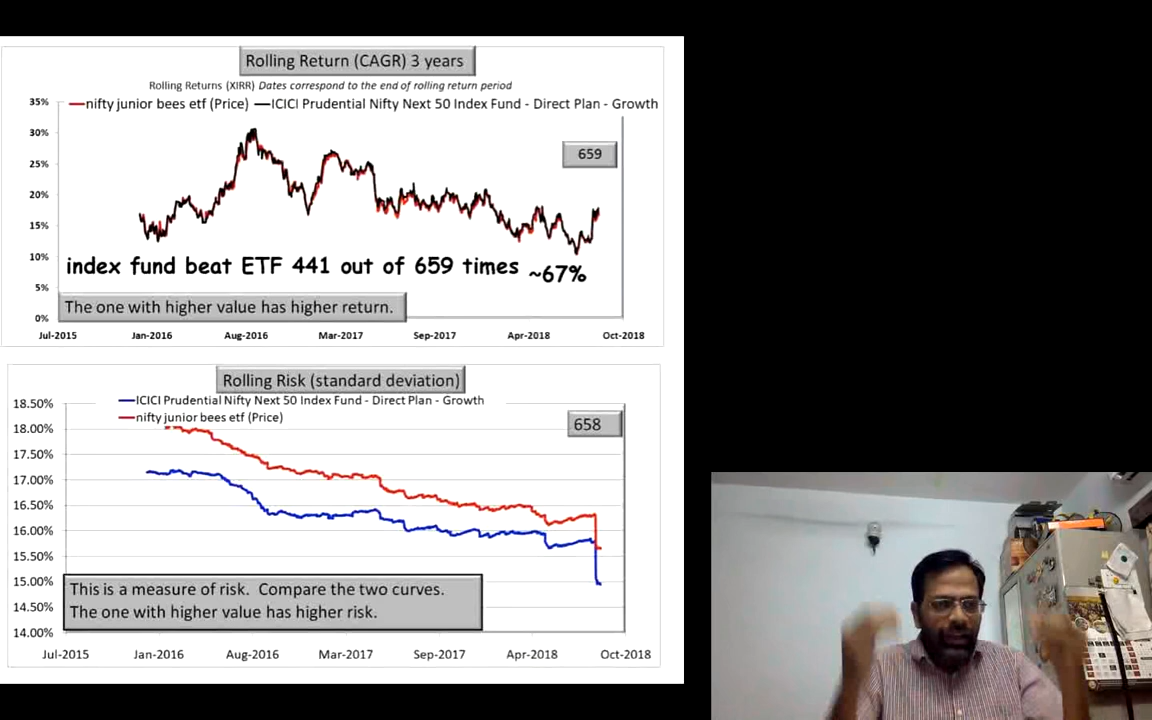 Rolling Return (CAGR) 3 years
Rolling Returns (XIRR) Dates correspond to the end of rolling return period
nifty junior bees etf (Price) ICICI Prudential Nifty Next 50 Index Fund - Direct Plan - Growth
35%
30%
659
25%
20%
15%
10%
index fund beat ETF 441 out of 659 times ~67%
5%
The one with higher value has higher return.
0%
Jul-2015 Jan-2016 Aug-2016 Mar-2017 Sep-2017 Apr-2018 Oct-2018
Rolling Risk (standard deviation)
ICICI Prudential Nifty Next 50 Index Fund - Direct Plan - Growth
18.50%
nifty junior bees etf (Price)
658
18.00%
17.50%
17.00%
16.50%
16.00%
15.50%
15.00%
This is a measure of risk. Compare the two curves.
14.50%
The one with higher value has higher risk.
14.00%
Jul-2015 Jan-2016 Aug-2016 Mar-2017 Sep-2017 Apr-2018 Oct-2018